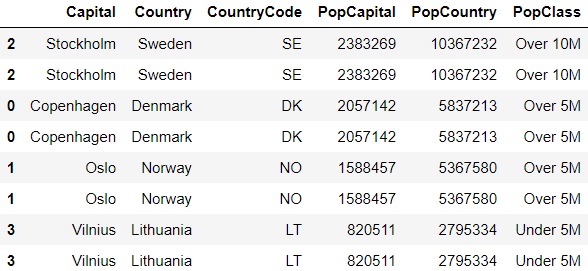 Capital Country CountryCode PopCapital PopCountry PopClass
2 Stockholm Sweden SE 2383269 10367232 Over 10M
2 Stockholm Sweden SE 2383269 10367232 Over 10M
0 Copenhagen Denmark DK 2057142 5837213 Over 5M
0 Copenhagen Denmark DK 2057142 5837213 Over 5M
1 Oslo Norway NO 1588457 5367580 Over 5M
1 Oslo Norway NO 1588457 5367580 Over 5M
3 Vilnius Lithuania LT 820511 2795334 Under 5M
3 Vilnius Lithuania LT 820511 2795334 Under 5M